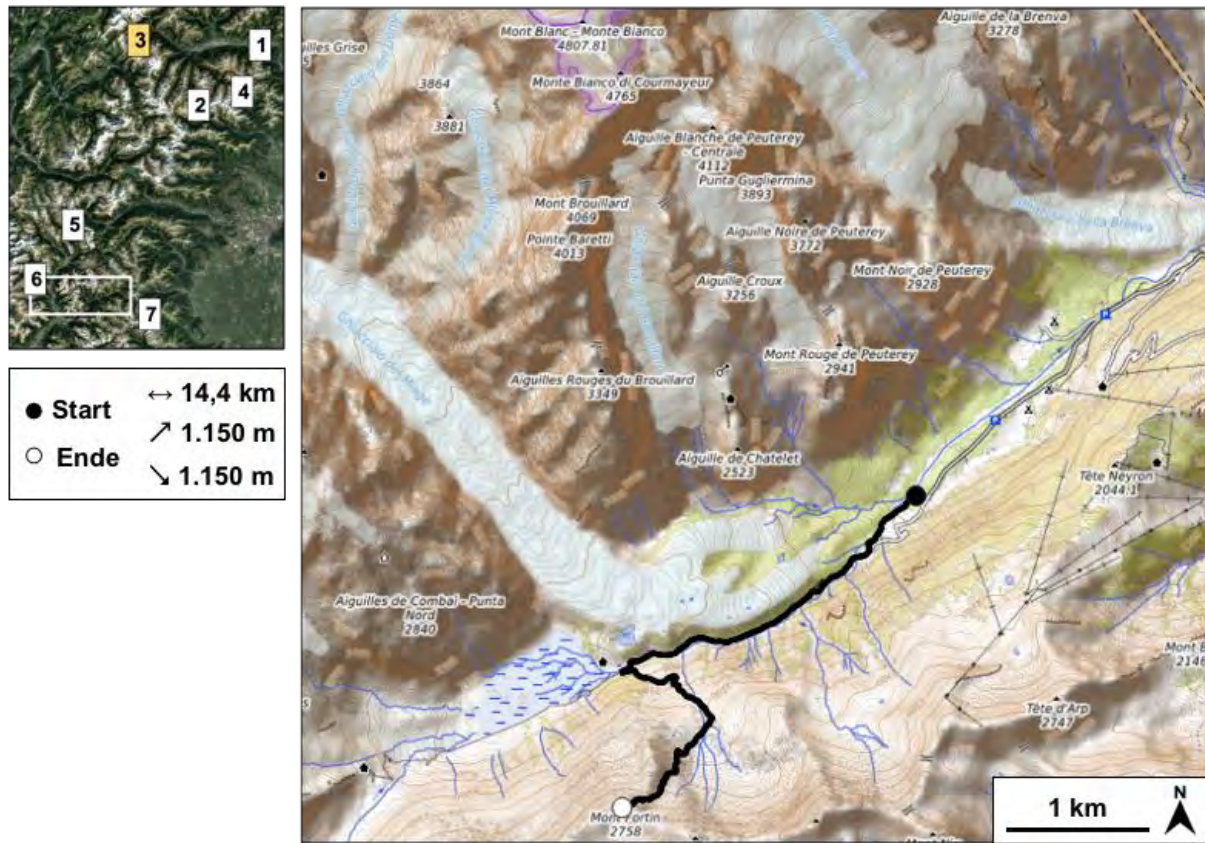 3
1
2
4
5
6
7
Start
Ende
↔ 14,4 km
↗ 1.150 m
↘ 1.150 m
Mont Blanc - Monte Bianco
4807.81
Aiguille de la Brenva
3278
Monte Bianco di Courmayeur
4765
3864
3881
Aiguille Blanche de Peuterey
- Centrale
4112
Punta Gugliermina
3893
Mont Brouillard
4069
Pointe Baretti
4013
Aiguille Noire de Peuterey
3772
Mont Noir de Peuterey
2928
Aiguille Croux
3256
Mont Rouge de Peuterey
2941
Aiguilles Rouges du Brouillard
3349
Aiguille de Chatelet
2523
Tête Neyron
2044.1
Aiguilles de Combal - Punta
Nord
2840
Mont B
2146
Tête d'Arp
2747
Mont Fortin
2758
1 km
N